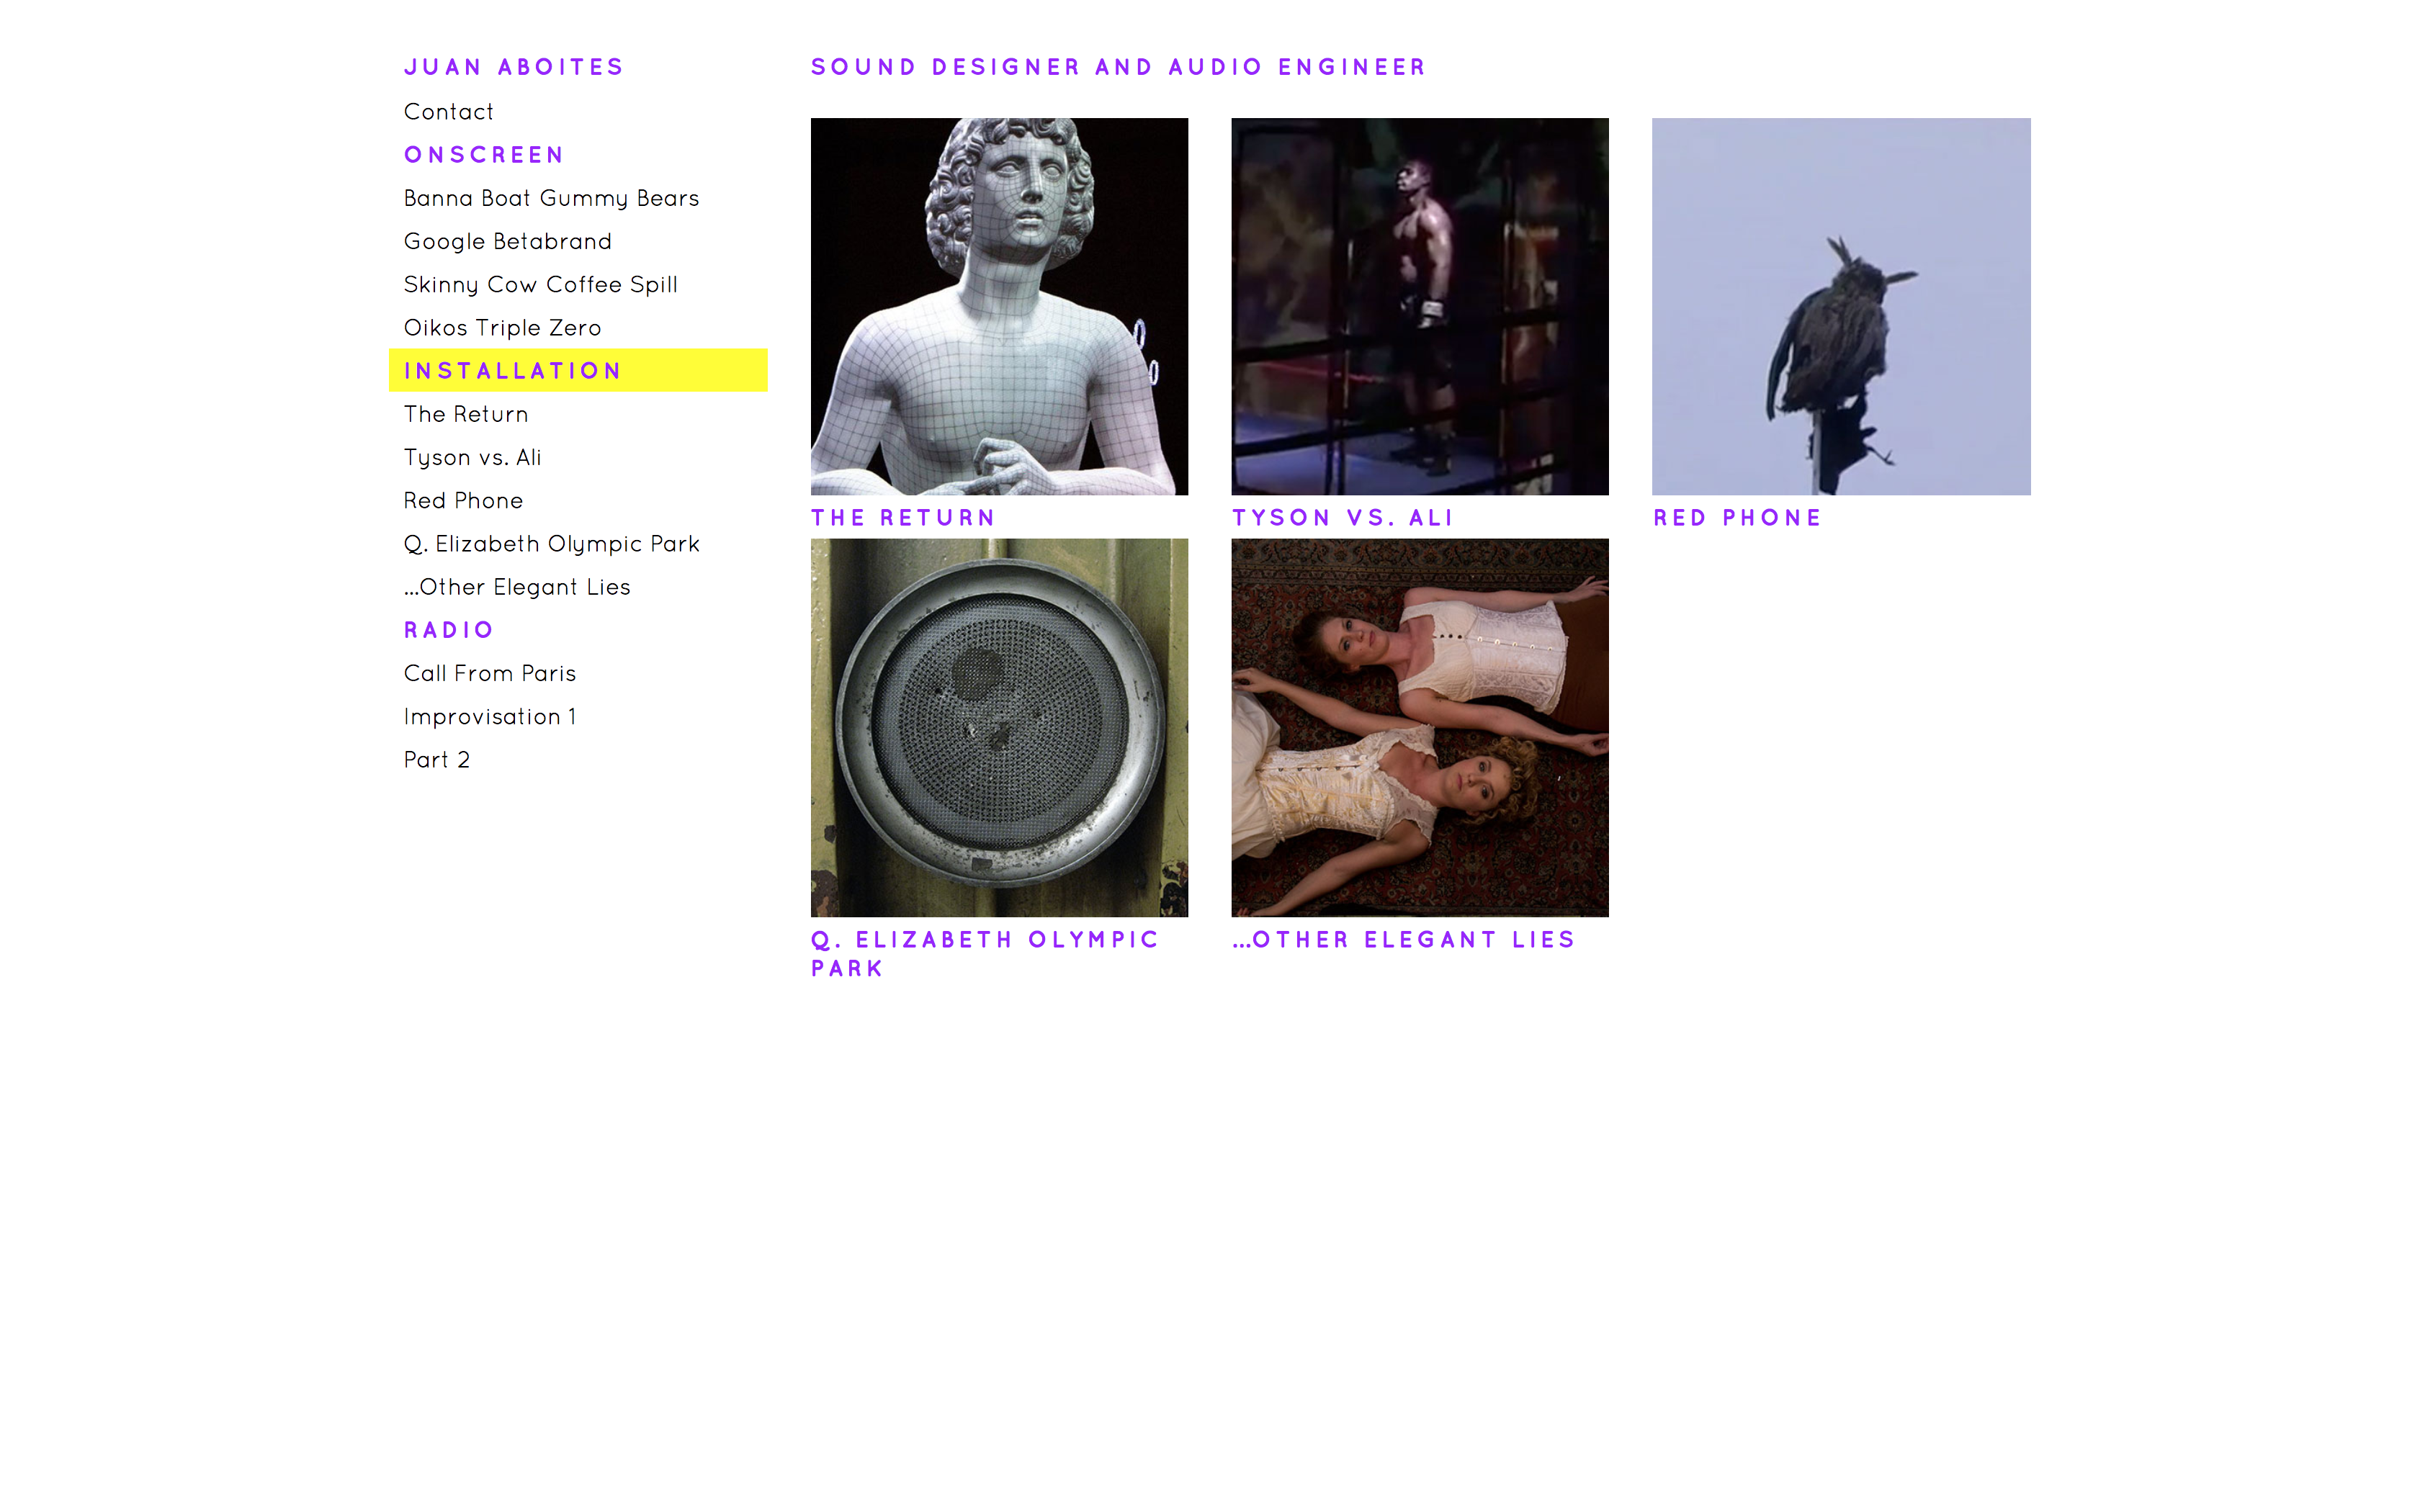 JUAN ABOITES
Contact
ONSCREEN
Banna Boat Gummy Bears
Google Betabrand
Skinny Cow Coffee Spill
Oikos Triple Zero
INSTALLATION
The Return
Tyson vs. Ali
Red Phone
Q. Elizabeth Olympic Park
...Other Elegant Lies
RADIO
Call From Paris
Improvisation 1
Part 2
SOUND DESIGNER AND AUDIO ENGINEER
THE RETURN
TYSON VS. ALI
RED PHONE
Q. ELIZABETH OLYMPIC
PARK
...OTHER ELEGANT LIES